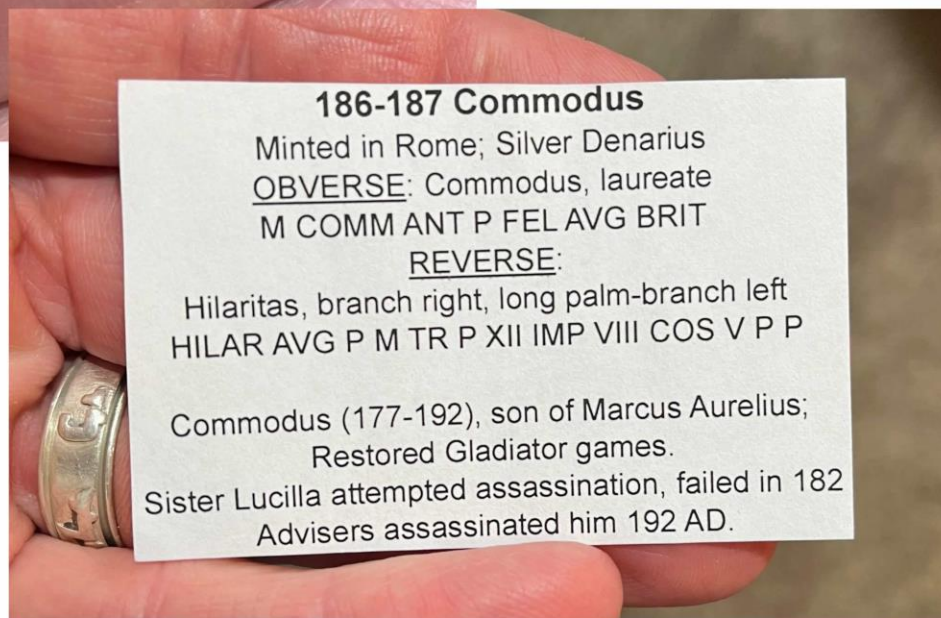 186-187 Commodus
Minted in Rome; Silver Denarius
OBVERSE: Commodus, laureate
M COMM ANT P FEL AVG BRIT
REVERSE:
Hilaritas, branch right, long palm-branch left
HILAR AVG P M TR P XII IMP VIII COS V P P
Commodus (177-192), son of Marcus Aurelius;
Restored Gladiator games.
Sister Lucilla attempted assassination, failed in 182
Advisers assassinated him 192 AD.